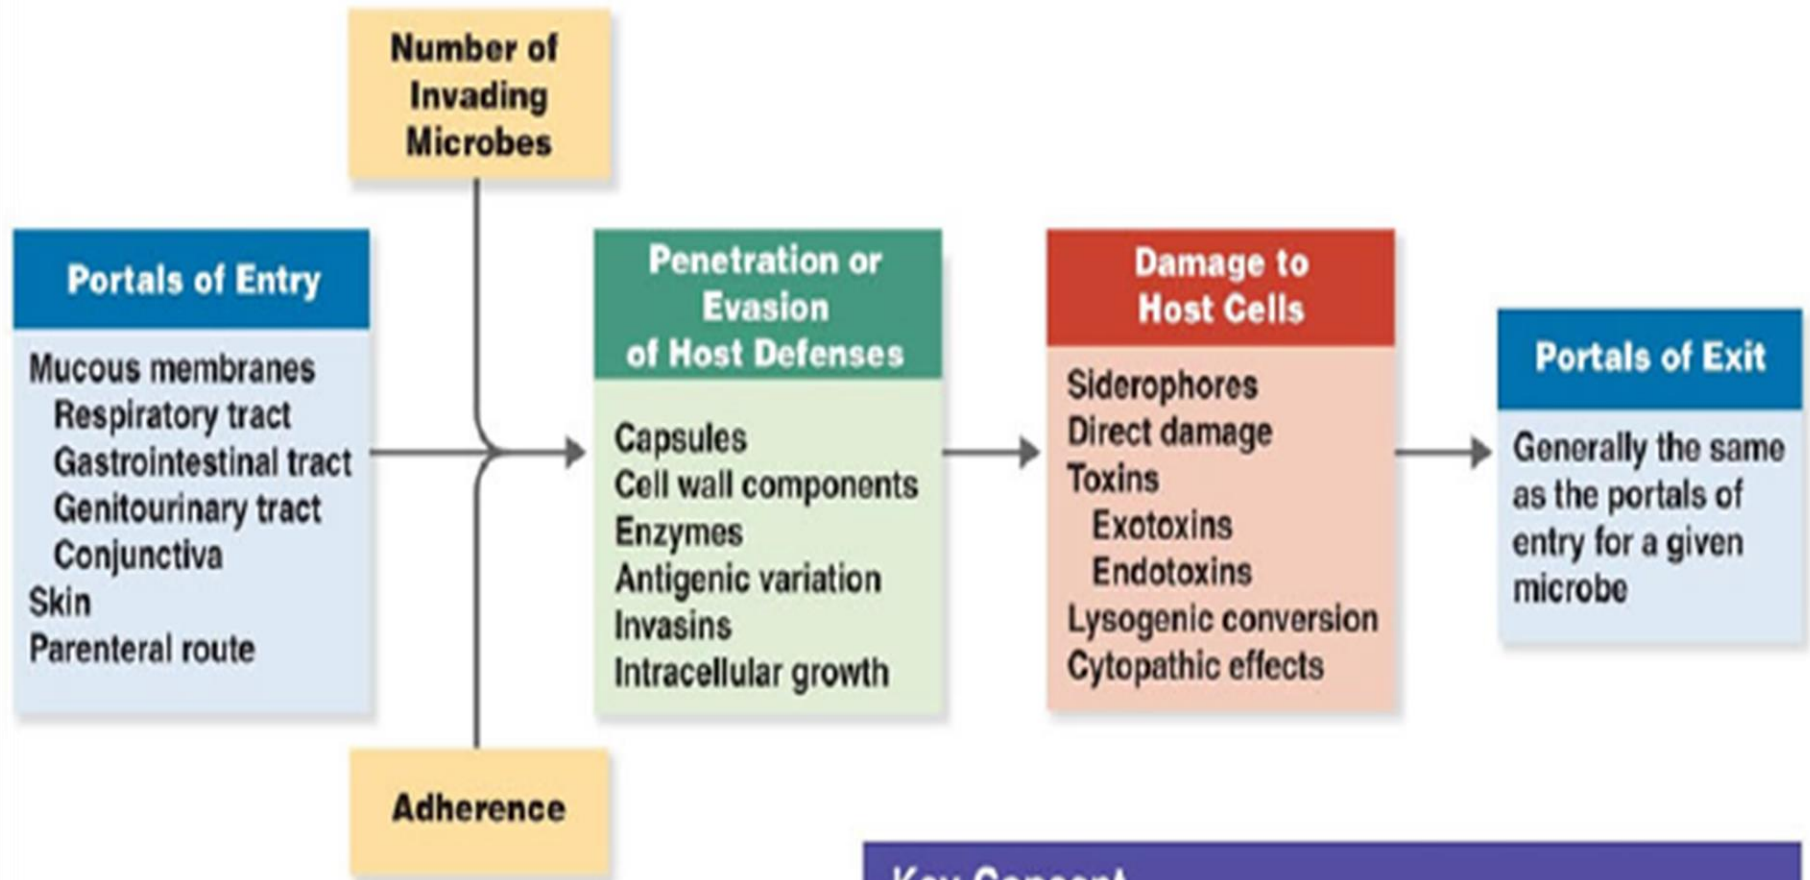 Number of
Invading
Microbes
Portals of Entry
Mucous membranes
Respiratory tract
Gastrointestinal tract
Genitourinary tract
Conjunctiva
Skin
Parenteral route
Adherence
Penetration or
Evasion
of Host Defenses
Capsules
Cell wall components
Enzymes
Antigenic variation
Invasins
Intracellular growth
Damage to
Host Cells
Siderophores
Direct damage
Toxins
Exotoxins
Endotoxins
Lysogenic conversion
Cytopathic effects
Portals of Exit
Generally the same
as the portals of
entry for a given
microbe
Key Concept